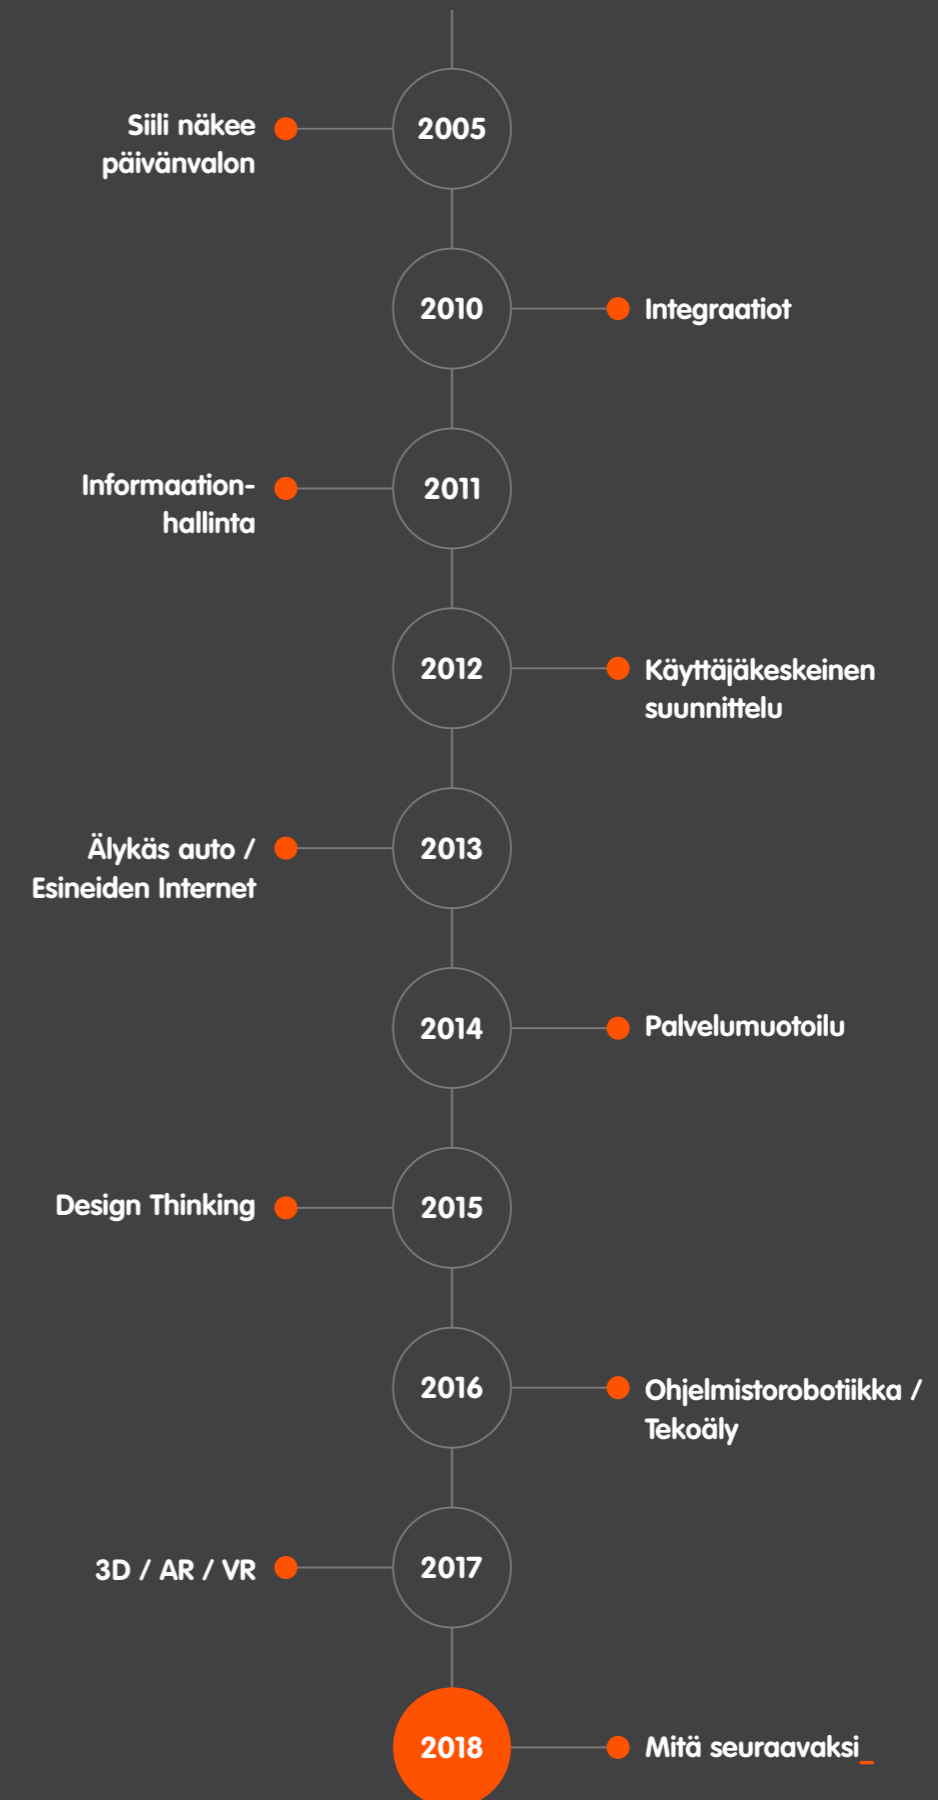 Siili näkee
päivänvalon
2005
2010
Integraatiot
Informaation-
hallinta
2011
2012
Käyttäjäkeskeinen
suunnittelu
Älykäs auto /
Esineiden Internet
2013
2014
Palvelumuotoilu
Design Thinking
2015
2016
Ohjelmistorobotiikka /
Tekoäly
3D / AR / VR
2017
2018
Mitä seuraavaksi_